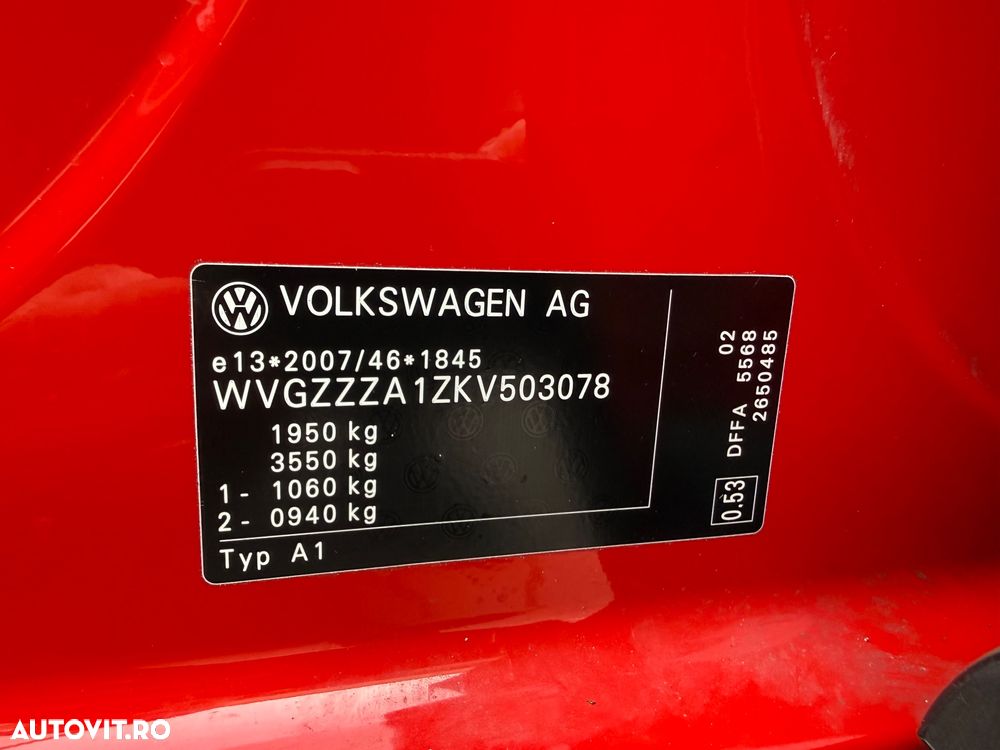 VOLKSWAGEN AG
e13*2007/46*1845
WVGZZZA1ZKV503078
1950 kg
3550 kg
1- 1060 kg
2- 0940 kg
Typ A1
02
DFFA 5568
2650485
0.53
AUTOVIT.RO